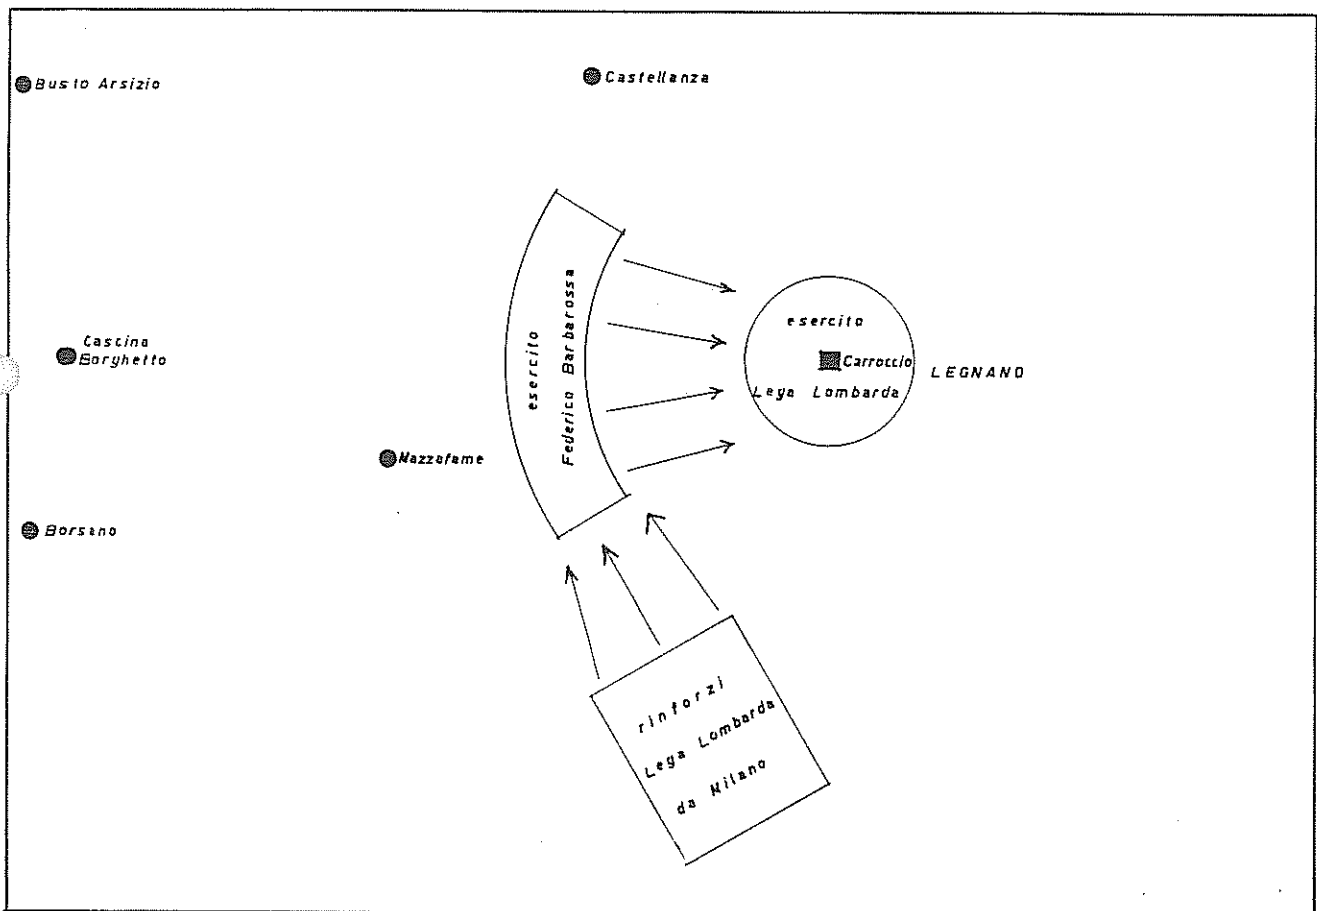 Busto Arsizio
Castellanza
Cascina
Borghetto
esercito
Federico Barbarossa
esercito
Carroccio
Lega Lombarda
LEGNANO
Mazzafame
Borsano
rinforzi
Lega Lombarda
da Milano